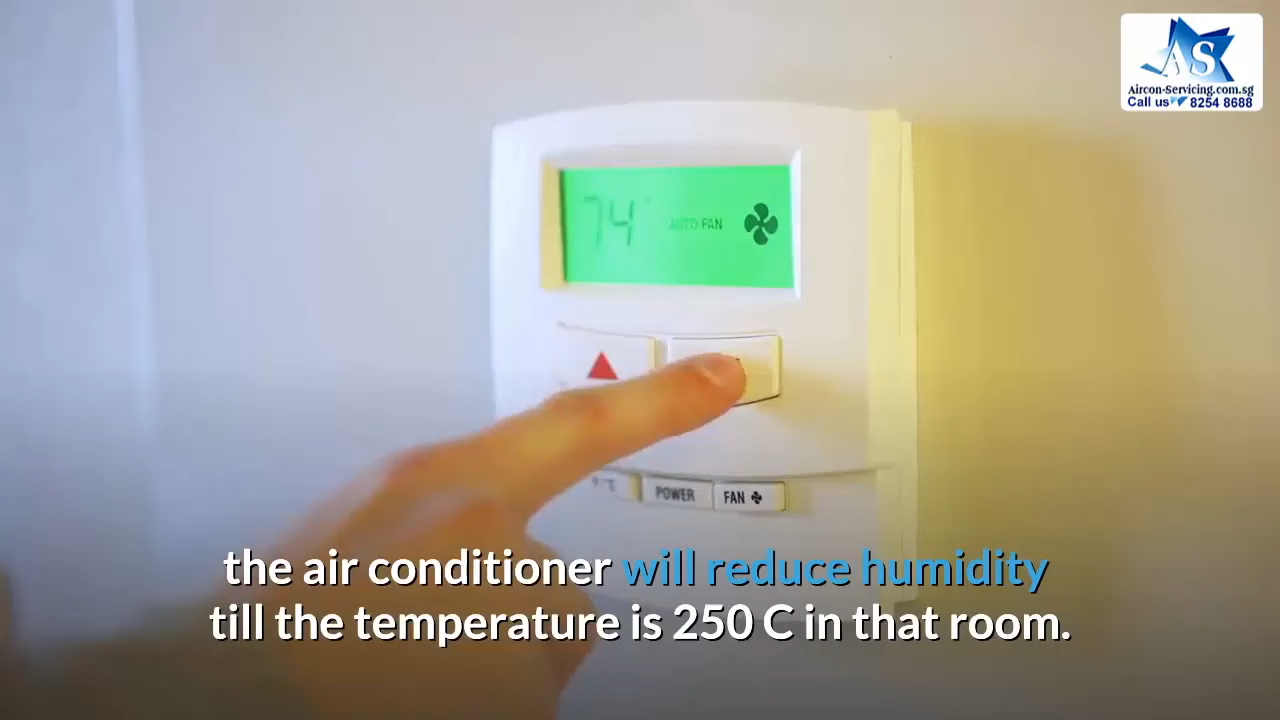 AS
Aircon-Servicing.com.sg
Call us 8254 8688
74° AUTO FAN
POWER FAN
the air conditioner will reduce humidity
till the temperature is 250 C in that room.